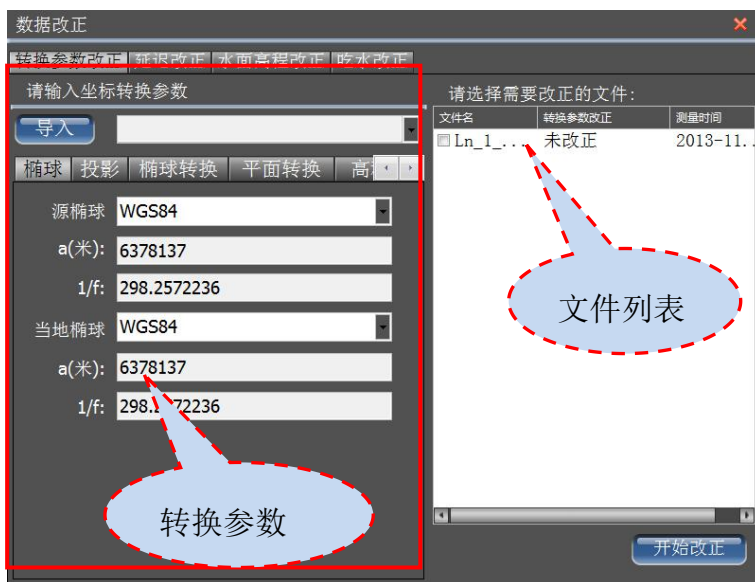 数据改正
转换参数改正 延迟改正 水面高程改正 吃水改正
请输入坐标转换参数
导入
椭球 投影 椭球转换 平面转换
源椭球 WGS84
a(米): 6378137
1/f: 298.2572236
当地椭球 WGS84
a(米): 6378137
1/f:
转换参数
请选择需要改正的文件:
文件名 转换参数改正 测量时间
Ln_1_... 未改正 2013-11..
文件列表
开始改正